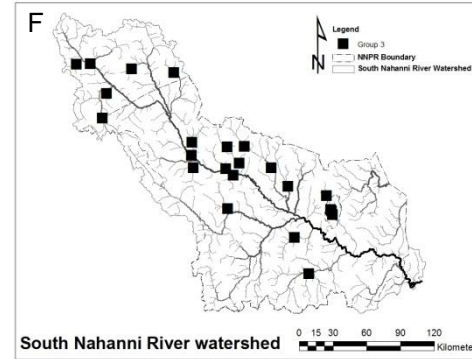 F
Legend
Group 3
NNPR Boundary
South Nahanni River Watershed
N
South Nahanni River watershed
0 15 30 60 90 120
Kilomete